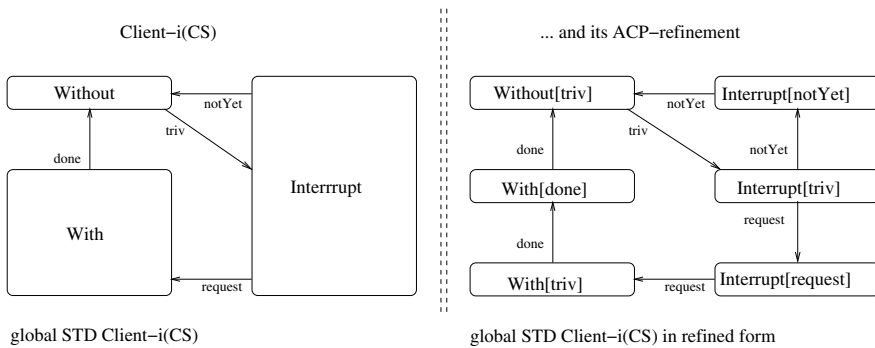 Client–i(CS)
... and its ACP–refinement
Without
notYet
triv
done
Interrrupt
With
request
Without[triv]
Interrupt[notYet]
notYet
triv
done
notYet
With[done]
Interrupt[triv]
request
done
With[triv]
request
Interrupt[request]
global STD Client–i(CS)
global STD Client–i(CS) in refined form